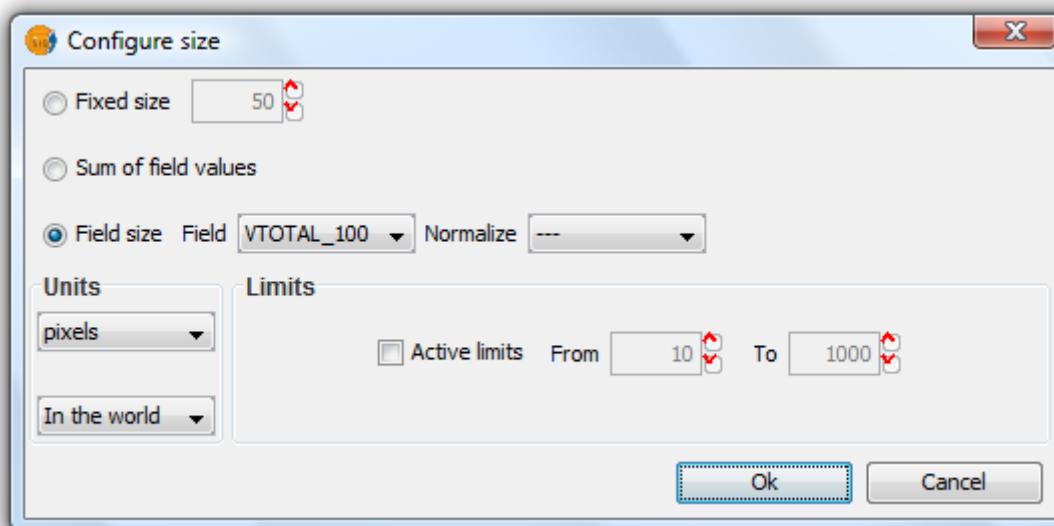 Configure size
Fixed size 50
Sum of field values
Field size Field VTOTAL_100 Normalize ---
Units Limits
pixels
Active limits From 10 To 1000
In the world
Ok Cancel